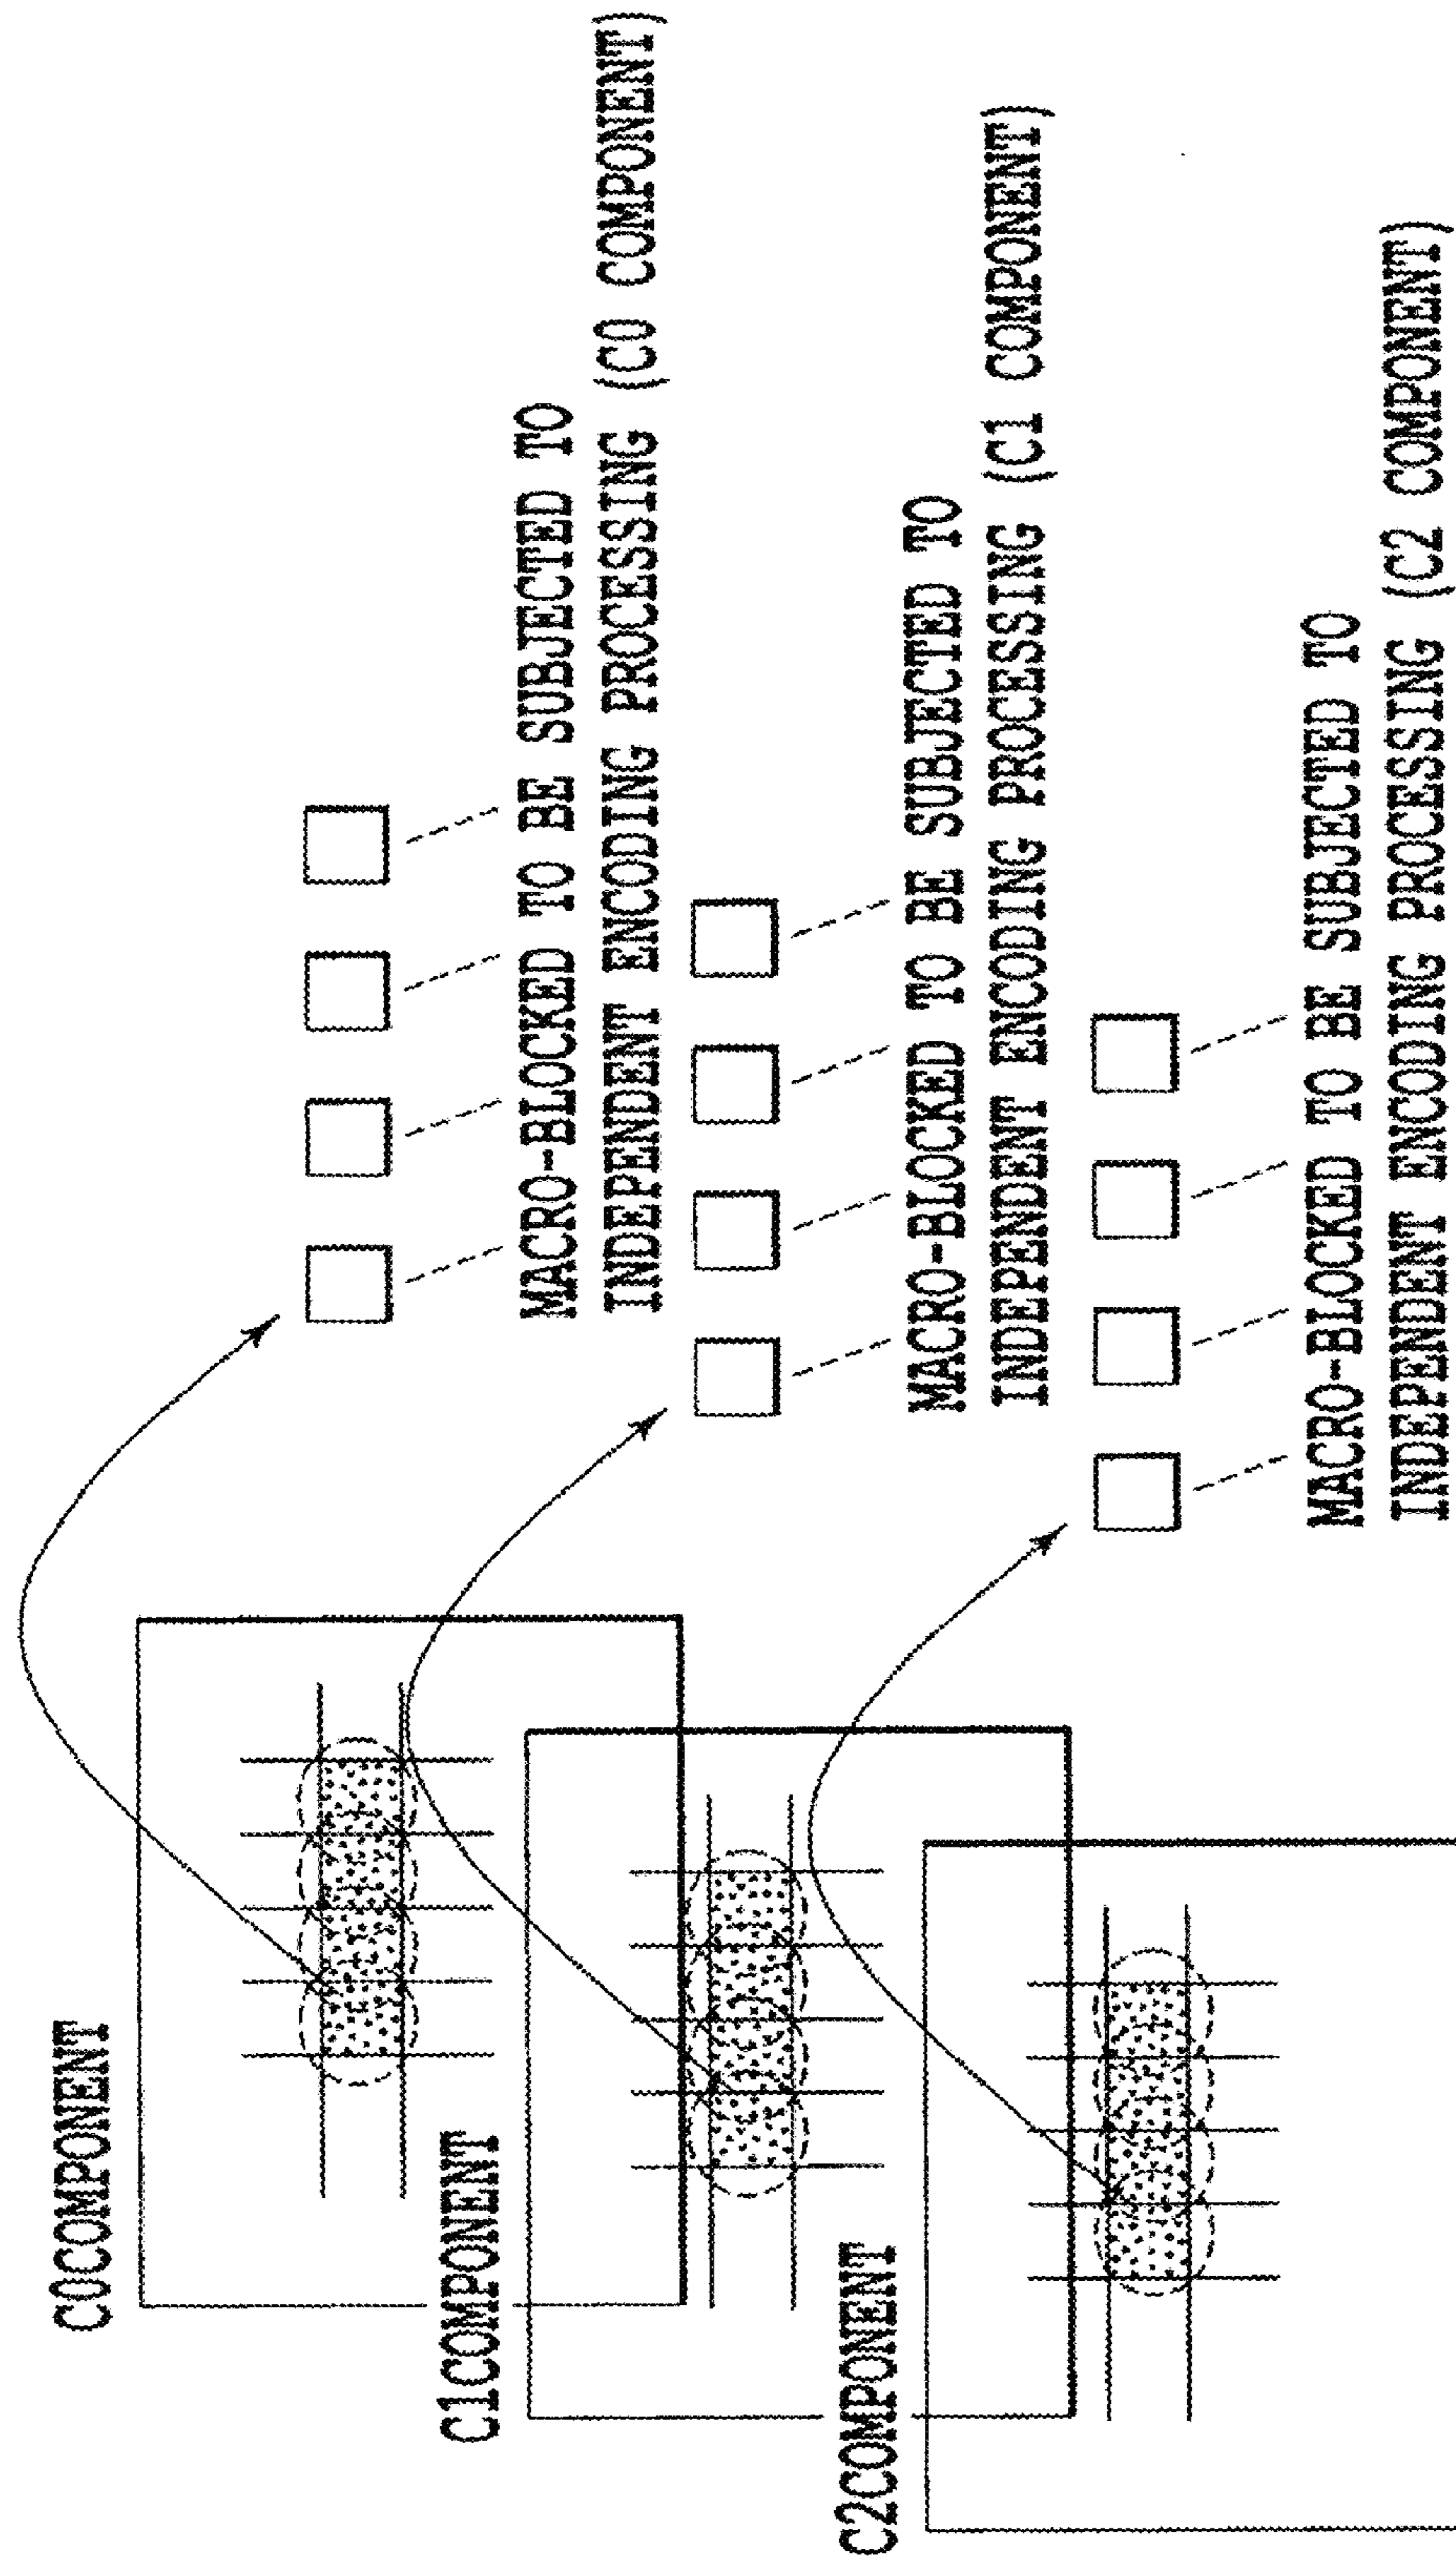 C0COMPONENT
MACRO-BLOCKED TO BE SUBJECTED TO
INDEPENDENT ENCODING PROCESSING (C0 COMPONENT)
C1COMPONENT
MACRO-BLOCKED TO BE SUBJECTED TO
INDEPENDENT ENCODING PROCESSING (C1 COMPONENT)
C2COMPONENT
MACRO-BLOCKED TO BE SUBJECTED TO
INDEPENDENT ENCODING PROCESSING (C2 COMPONENT)